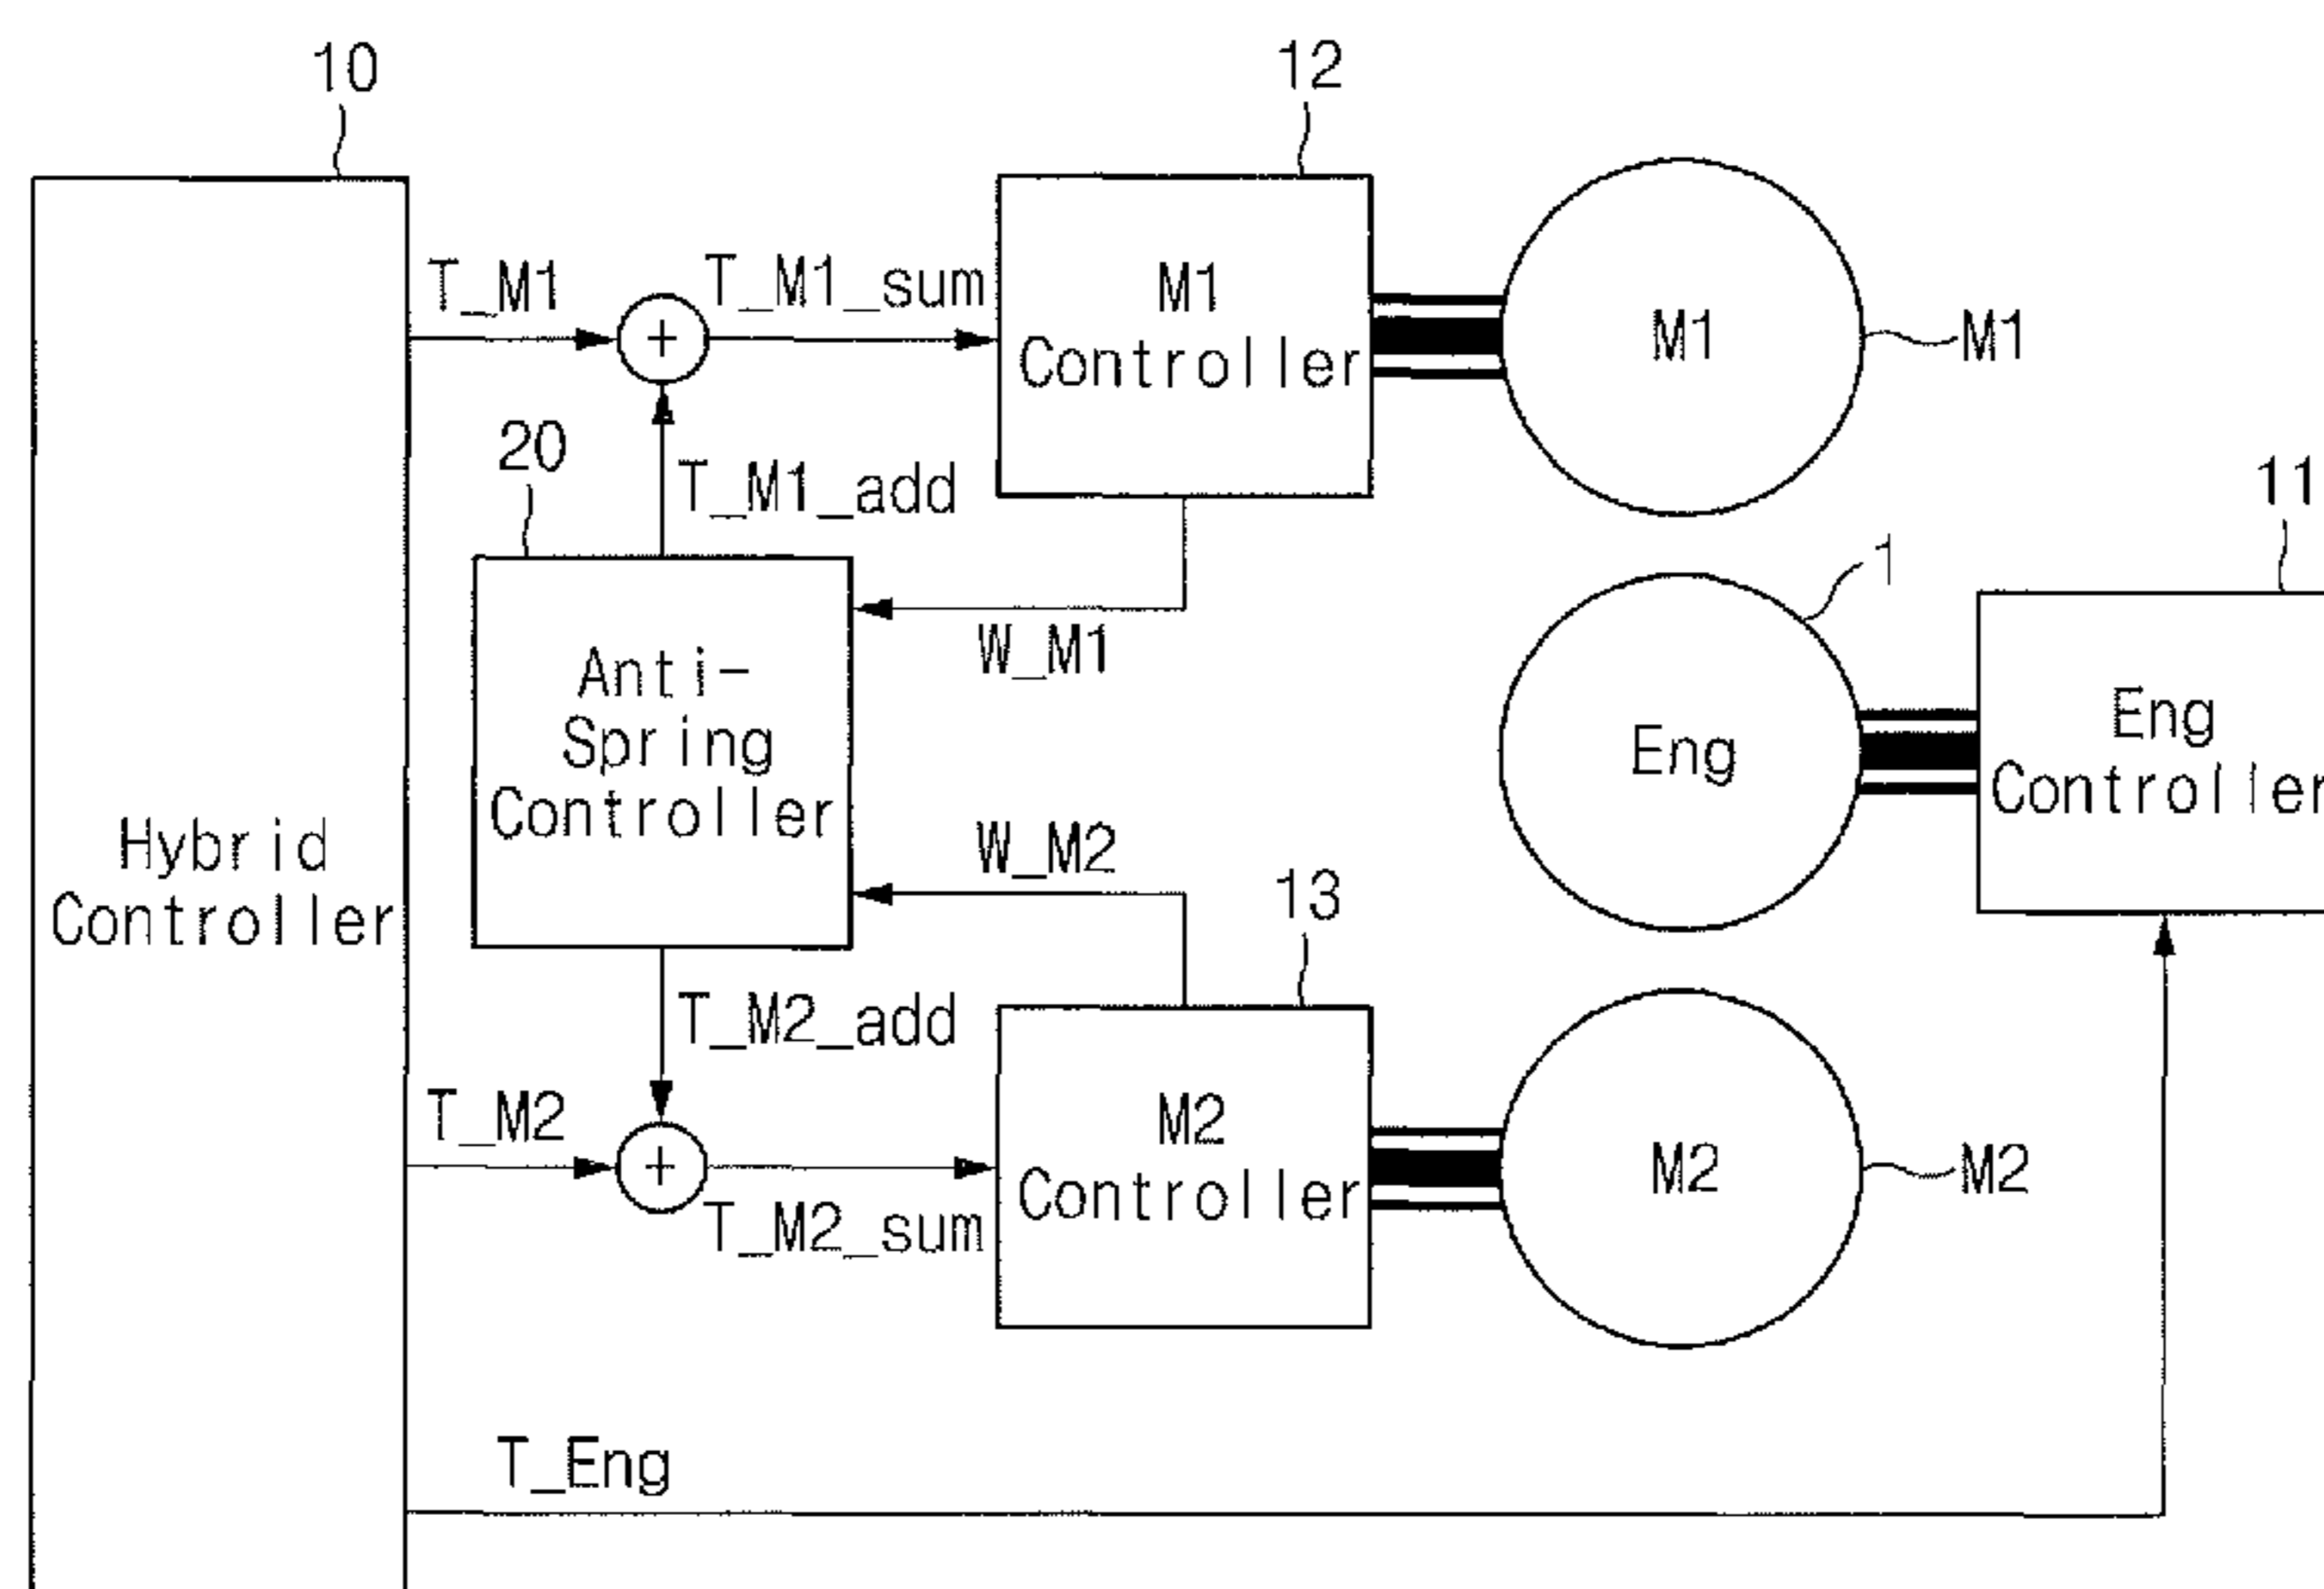 10
12
T_M1
T_M1_sum
M1
Controller
M1
M1
20
T_M1_add
11
1
W_M1
Anti-
Spring
Controller
Eng
Eng
Controller
Hybrid
Controller
W_M2
13
T_M2_add
T_M2
M2
Controller
M2
M2
T_M2_sum
T_Eng